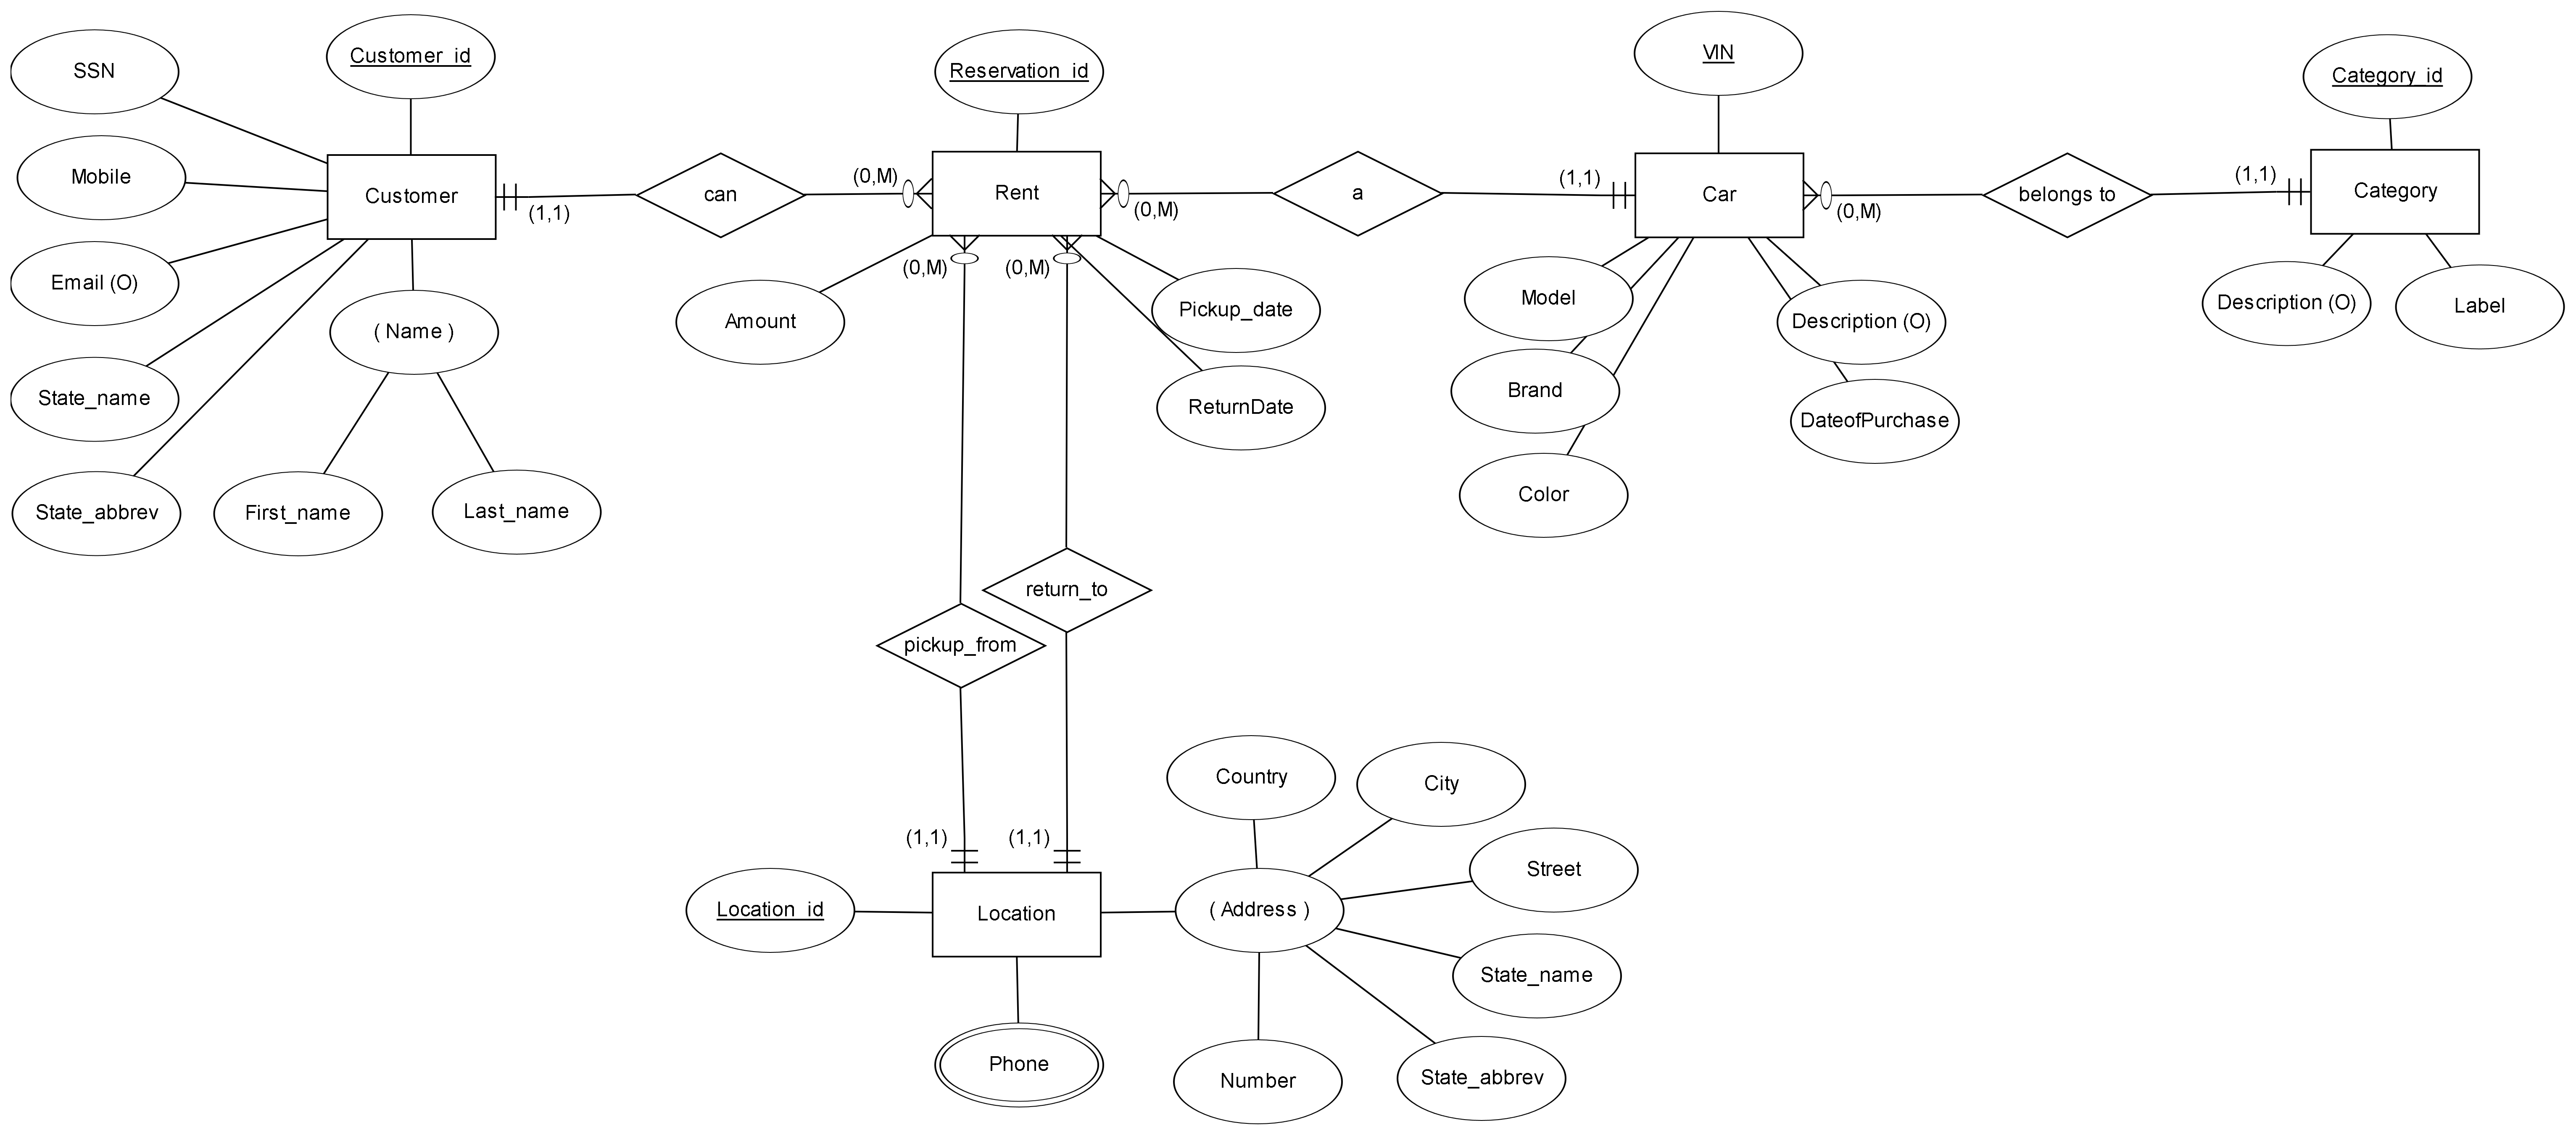 SSN
Customer_id
Reservation_id
VIN
Category_id
Mobile
Customer
(1,1)
can
(0,M)
Rent
(0,M)
a
(1,1)
Car
(0,M)
belongs to
(1,1)
Category
Email (O)
( Name )
State_name
State_abbrev
First_name
Last_name
Amount
(0,M)
(0,M)
Pickup_date
ReturnDate
Model
Brand
Color
Description (O)
DateofPurchase
Description (O)
Label
return_to
pickup_from
(1,1)
(1,1)
Country
City
Street
Location_id
Location
( Address )
State_name
Phone
Number
State_abbrev